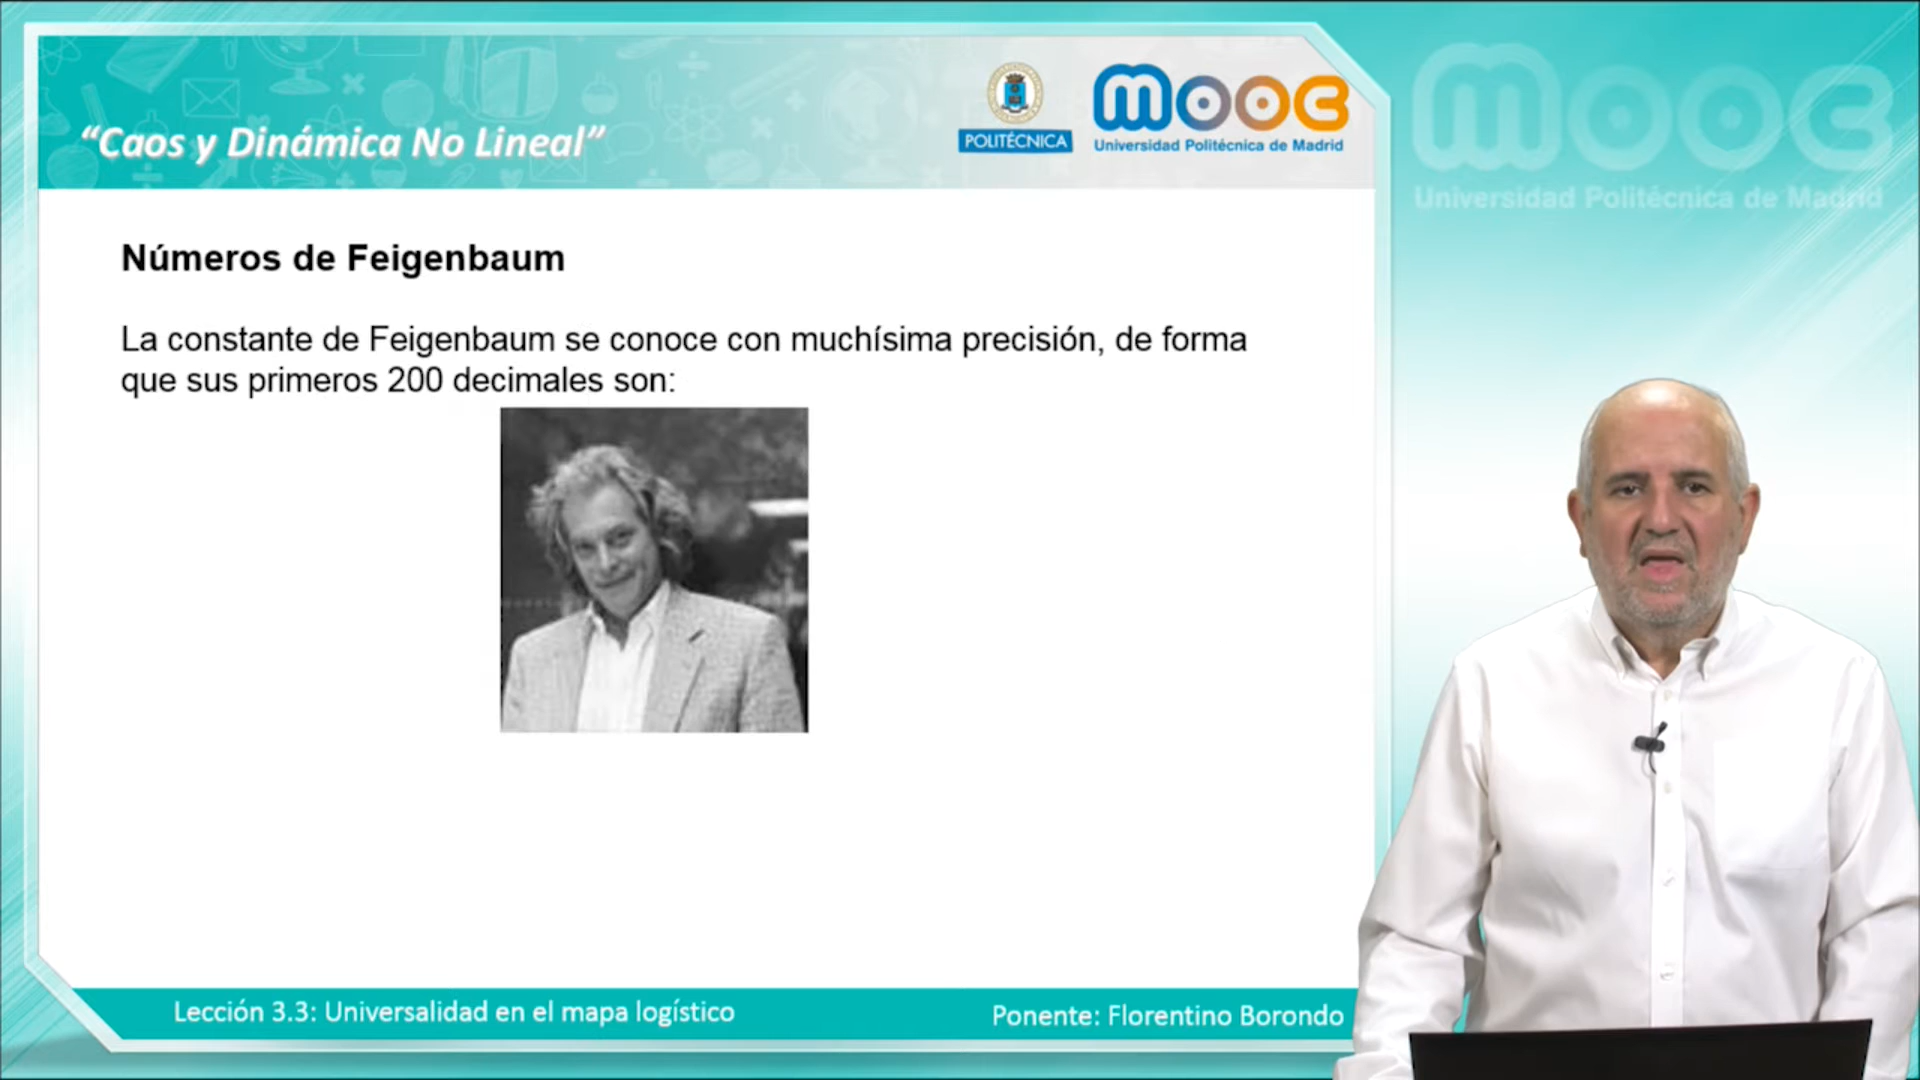 “Caos y Dinámica No Lineal”
POLITÉCNICA
mooc
Universidad Politécnica de Madrid
mooc
Universidad Politécnica de Madrid
Números de Feigenbaum
La constante de Feigenbaum se conoce con muchísima precisión, de forma
que sus primeros 200 decimales son:
Lección 3.3: Universalidad en el mapa logístico
Ponente: Florentino Borondo